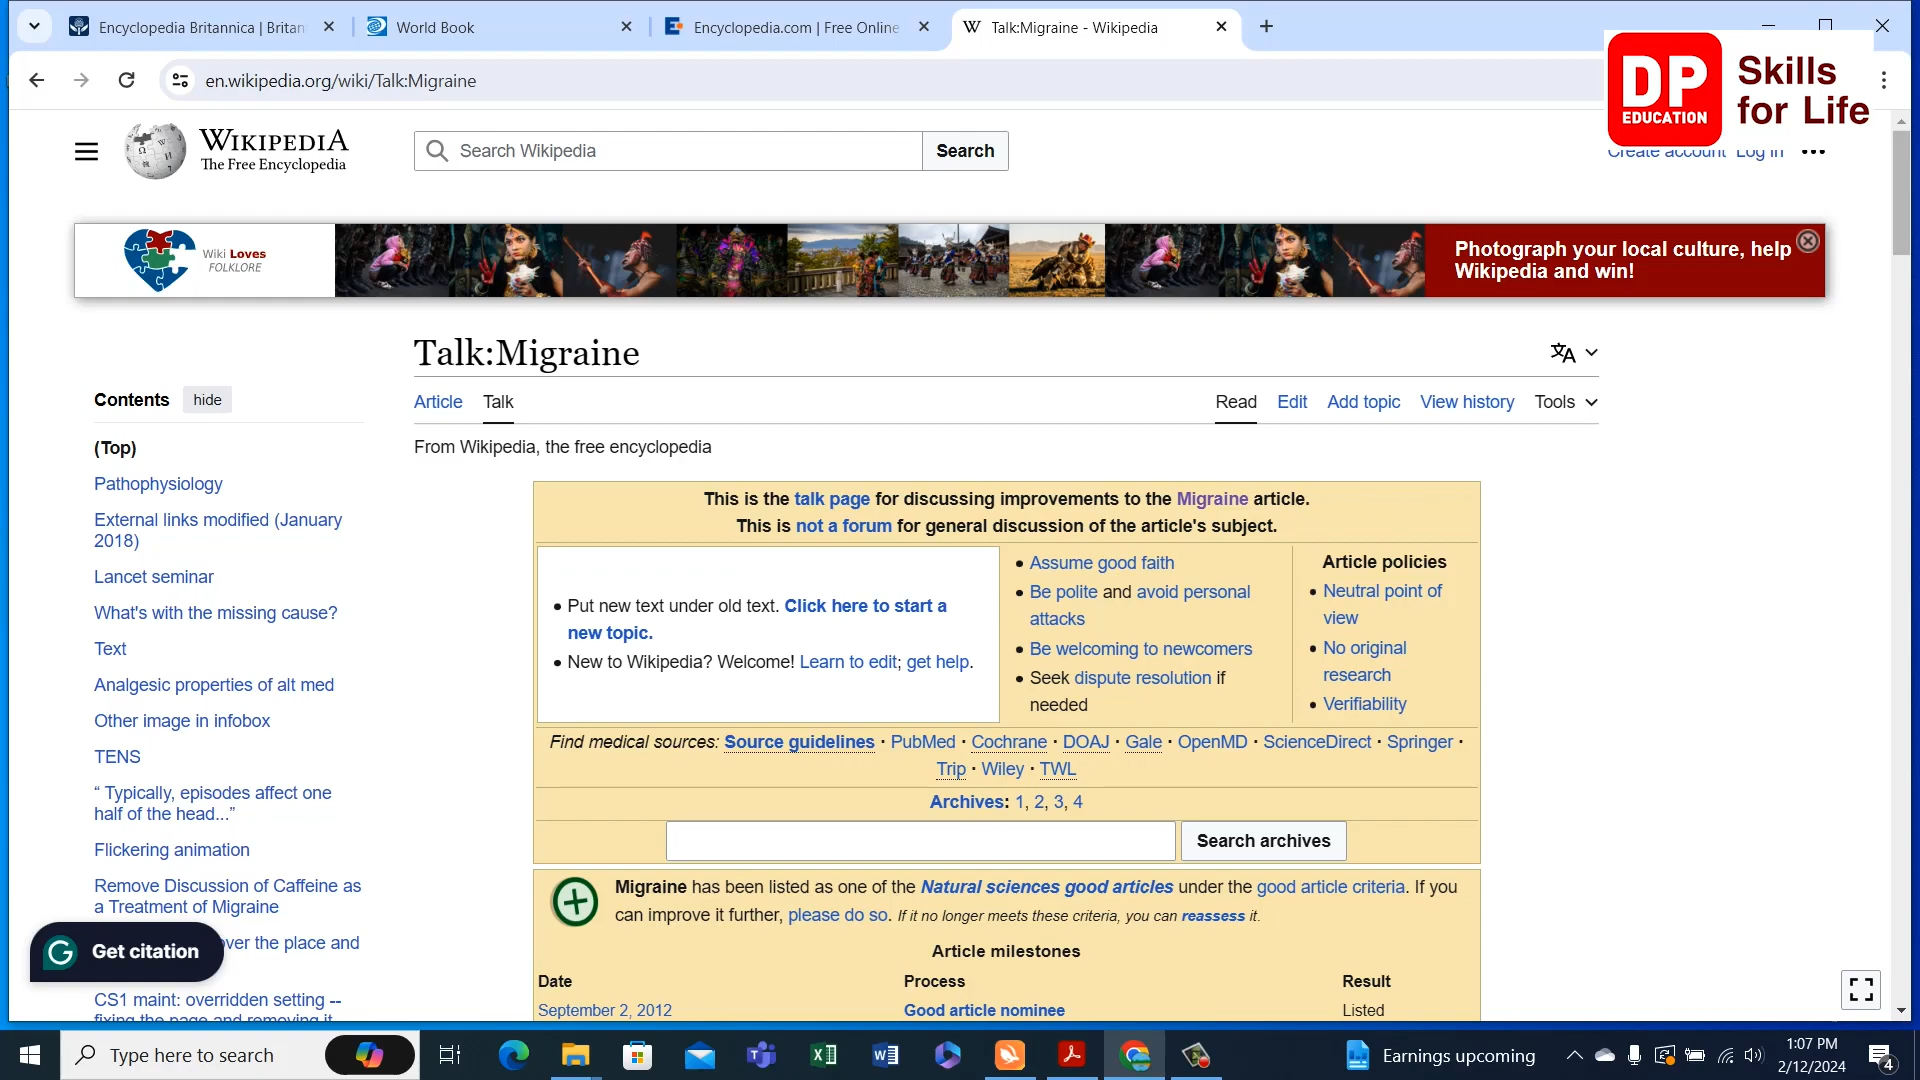 Encyclopedia Britannica | Britan
World Book
Encyclopedia.com | Free Online
Talk:Migraine - Wikipedia
en.wikipedia.org/wiki/Talk:Migraine
DP
EDUCATION
Skills
for Life
WIKIPEDIA
The Free Encyclopedia
Search Wikipedia
Search
Create account Log in
Wiki Loves
FOLKLORE
Photograph your local culture, help
Wikipedia and win!
Talk:Migraine
Contents hide
Article Talk Read Edit Add topic View history Tools
From Wikipedia, the free encyclopedia
(Top)
Pathophysiology
External links modified (January
2018)
Lancet seminar
What's with the missing cause?
Text
Analgesic properties of alt med
Other image in infobox
TENS
“ Typically, episodes affect one
half of the head...”
Flickering animation
Remove Discussion of Caffeine as
a Treatment of Migraine
over the place and
CS1 maint: overridden setting --
fixing the page and removing it
Get citation
This is the talk page for discussing improvements to the Migraine article.
This is not a forum for general discussion of the article's subject.
• Put new text under old text. Click here to start a
new topic.
• New to Wikipedia? Welcome! Learn to edit; get help.
• Assume good faith
• Be polite and avoid personal
attacks
• Be welcoming to newcomers
• Seek dispute resolution if
needed
Article policies
• Neutral point of
view
• No original
research
• Verifiability
Find medical sources: Source guidelines · PubMed · Cochrane · DOAJ · Gale · OpenMD · ScienceDirect · Springer ·
Trip · Wiley · TWL
Archives: 1, 2, 3, 4
Search archives
Migraine has been listed as one of the Natural sciences good articles under the good article criteria. If you
can improve it further, please do so. If it no longer meets these criteria, you can reassess it.
Article milestones
Date Process Result
September 2, 2012 Good article nominee Listed
Type here to search
Earnings upcoming
1:07 PM
2/12/2024
4